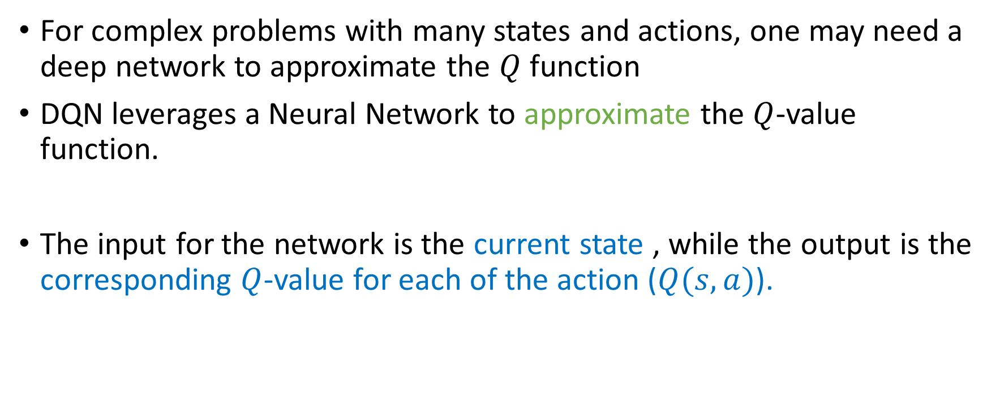 • For complex problems with many states and actions, one may need a
deep network to approximate the Q function
• DQN leverages a Neural Network to approximate the Q-value
function.
• The input for the network is the current state , while the output is the
corresponding Q-value for each of the action (Q(s, a)).